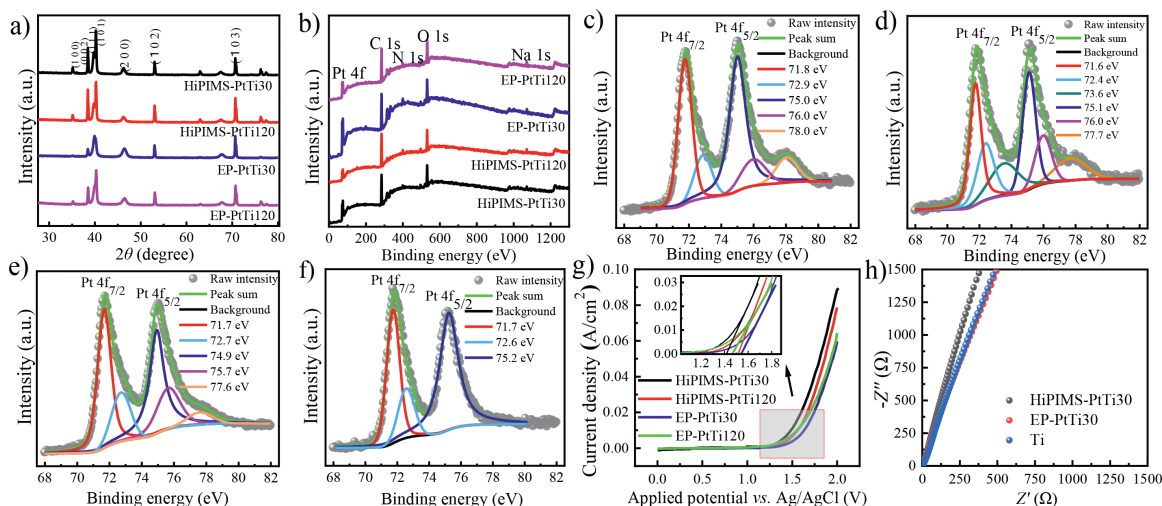 a)
Intensity (a.u.)
(1 0 0)
(0 0 2)
(1 0 1)
(2 0 0)
(1 0 2)
(1 0 3)
HiPIMS-PtTi30
HiPIMS-PtTi120
EP-PtTi30
EP-PtTi120
30 40 50 60 70 80
2θ (degree)
b)
Intensity (a.u.)
Pt 4f
C 1s
N 1s
O 1s
Na 1s
EP-PtTi120
EP-PtTi30
HiPIMS-PtTi120
HiPIMS-PtTi30
0 200 400 600 800 1000 1200
Binding energy (eV)
c)
Intensity (a.u.)
Pt 4f7/2
Pt 4f5/2
Raw intensity
Peak sum
Background
71.8 eV
72.9 eV
75.0 eV
76.0 eV
78.0 eV
68 70 72 74 76 78 80 82
Binding energy (eV)
d)
Intensity (a.u.)
Pt 4f7/2
Pt 4f5/2
Raw intensity
Peak sum
Background
71.6 eV
72.4 eV
73.6 eV
75.1 eV
76.0 eV
77.7 eV
68 70 72 74 76 78 80 82
Binding energy (eV)
e)
Intensity (a.u.)
Pt 4f7/2
Pt 4f5/2
Raw intensity
Peak sum
Background
71.7 eV
72.7 eV
74.9 eV
75.7 eV
77.6 eV
68 70 72 74 76 78 80 82
Binding energy (eV)
f)
Intensity (a.u.)
Pt 4f7/2
Pt 4f5/2
Raw intensity
Peak sum
Background
71.7 eV
72.6 eV
75.2 eV
68 70 72 74 76 78 80 82
Binding energy (eV)
g)
Current density (A/cm2)
0.10
0.08
0.06
0.04
0.02
0.00
0.03
0.02
0.01
0.00
1.2 1.4 1.6 1.8
HiPIMS-PtTi30
HiPIMS-PtTi120
EP-PtTi30
EP-PtTi120
0.0 0.5 1.0 1.5 2.0
Applied potential vs. Ag/AgCl (V)
h)
-Z″ (Ω)
1500
1250
1000
750
500
250
0
HiPIMS-PtTi30
EP-PtTi30
Ti
0 250 500 750 1000 1250 1500
Z′ (Ω)